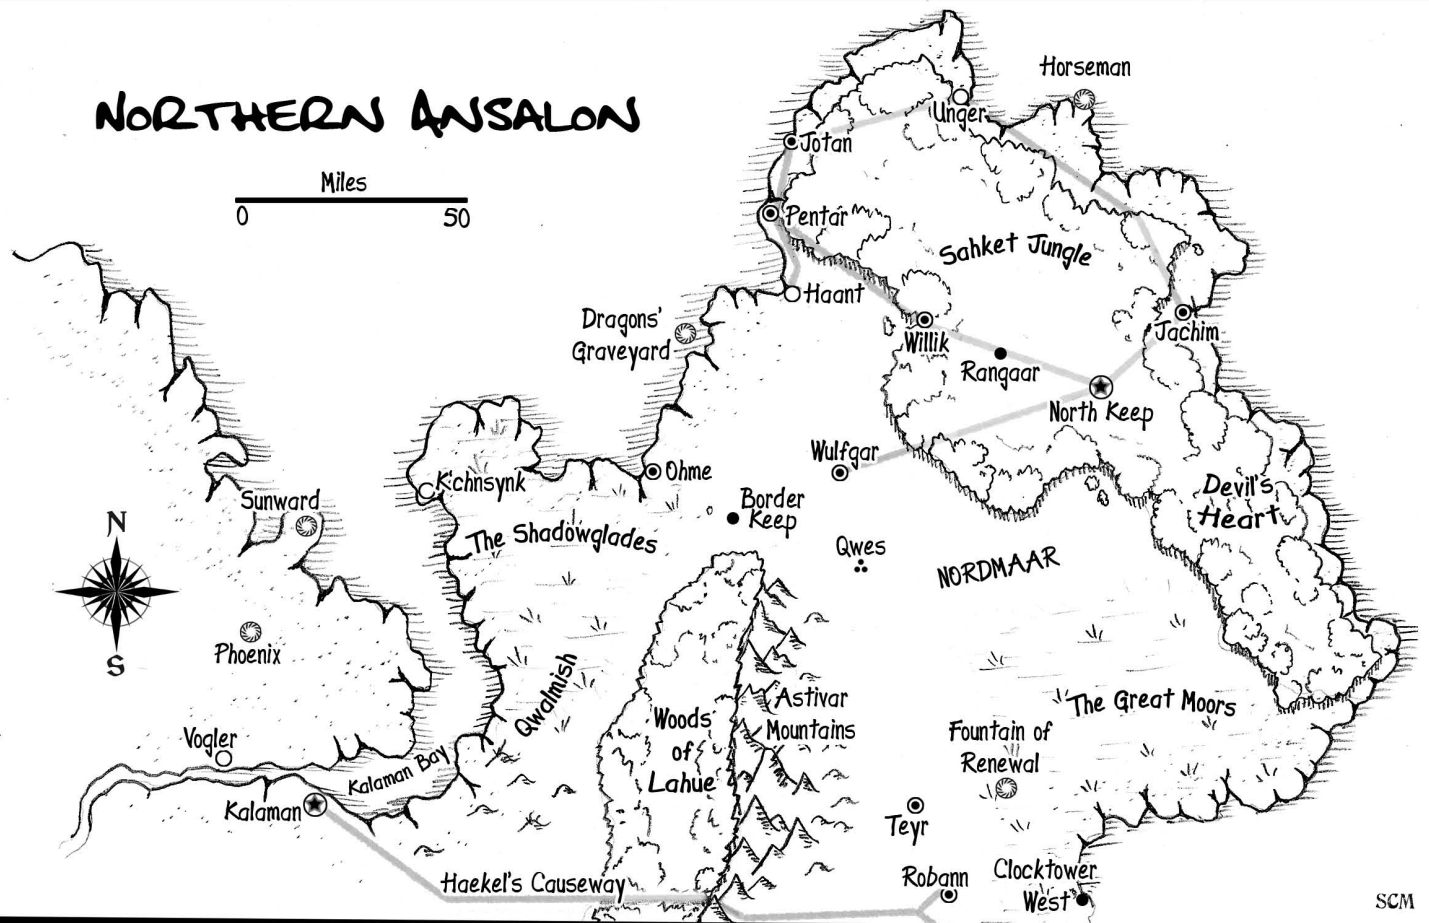 Northern Ansalon
Miles
0 50
Horseman
Unger
Jotan
Pentar
Sahket Jungle
Haant
Dragons'
Graveyard
Willik
Jachim
Rangaar
North Keep
Wulfgar
Ohme
K'chnsynk
Sunward
Border
Keep
Devil's
Heart
N
The Shadowglades
Qwes
NORDMAAR
Phoenix
S
Qwalmish
Woods
of
Lahue
Astivar
Mountains
The Great Moors
Fountain of
Renewal
Vogler
Kalaman Bay
Kalaman
Teyr
Haekel's Causeway
Robann
Clocktower
West
SCM